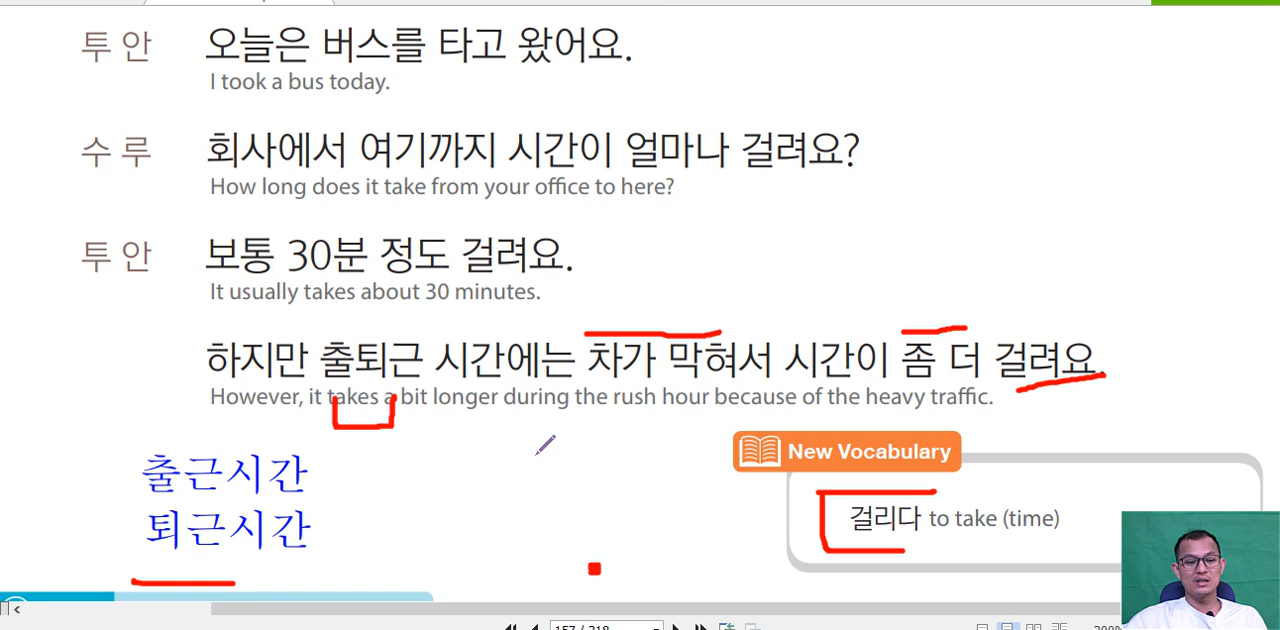 투 안 오늘은 버스를 타고 왔어요.
I took a bus today.
수 루 회사에서 여기까지 시간이 얼마나 걸려요?
How long does it take from your office to here?
투 안 보통 30분 정도 걸려요.
It usually takes about 30 minutes.
하지만 출퇴근 시간에는 차가 막혀서 시간이 좀 더 걸려요.
However, it takes a bit longer during the rush hour because of the heavy traffic.
New Vocabulary
출근시간
걸리다 to take (time)
퇴근시간
157 / 318